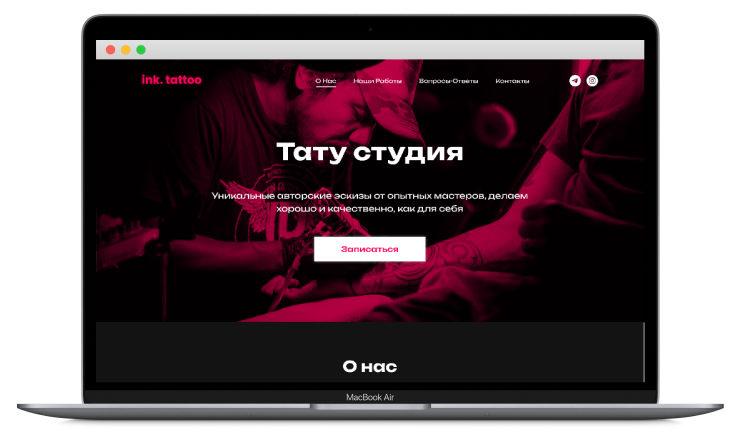 ink. tattoo
О Нас
Наши Работы
Вопросы-Ответы
Контакты
Тату студия
Уникальные авторские эскизы от опытных мастеров, делаем
хорошо и качественно, как для себя
Записаться
О нас
MacBook Air